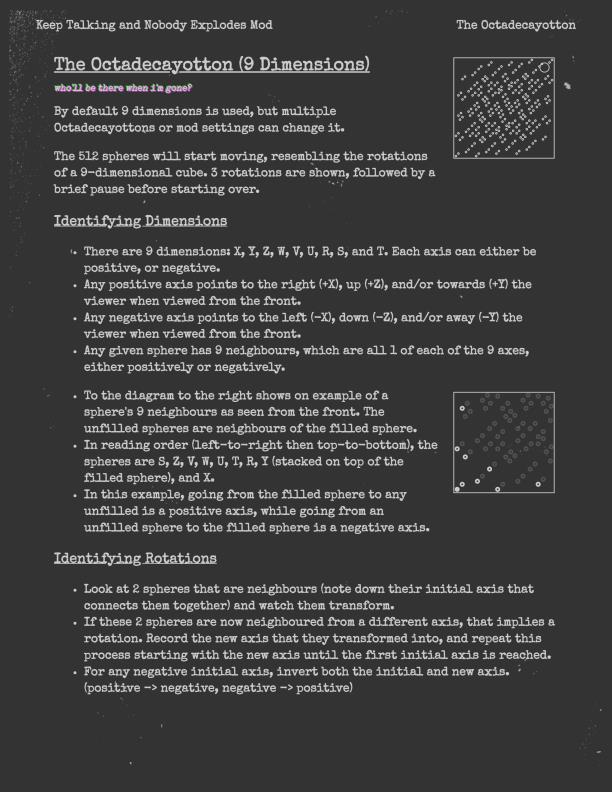 Keep Talking and Nobody Explodes Mod
The Octadecayotton
The Octadecayotton (9 Dimensions)
who'll be there when i'm gone?
By default 9 dimensions is used, but multiple
Octadecayottons or mod settings can change it.
The 512 spheres will start moving, resembling the rotations
of a 9-dimensional cube. 3 rotations are shown, followed by a
brief pause before starting over.
Identifying Dimensions
• There are 9 dimensions: X, Y, Z, W, V, U, R, S, and T. Each axis can either be
positive, or negative.
• Any positive axis points to the right (+X), up (+Z), and/or towards (+Y) the
viewer when viewed from the front.
• Any negative axis points to the left (-X), down (-Z), and/or away (-Y) the
viewer when viewed from the front.
• Any given sphere has 9 neighbours, which are all 1 of each of the 9 axes,
either positively or negatively.
• To the diagram to the right shows on example of a
sphere's 9 neighbours as seen from the front. The
unfilled spheres are neighbours of the filled sphere.
• In reading order (left-to-right then top-to-bottom), the
spheres are S, Z, V, W, U, T, R, Y (stacked on top of the
filled sphere), and X.
• In this example, going from the filled sphere to any
unfilled is a positive axis, while going from an
unfilled sphere to the filled sphere is a negative axis.
Identifying Rotations
• Look at 2 spheres that are neighbours (note down their initial axis that
connects them together) and watch them transform.
• If these 2 spheres are now neighboured from a different axis, that implies a
rotation. Record the new axis that they transformed into, and repeat this
process starting with the new axis until the first initial axis is reached.
• For any negative initial axis, invert both the initial and new axis.
(positive -> negative, negative -> positive)